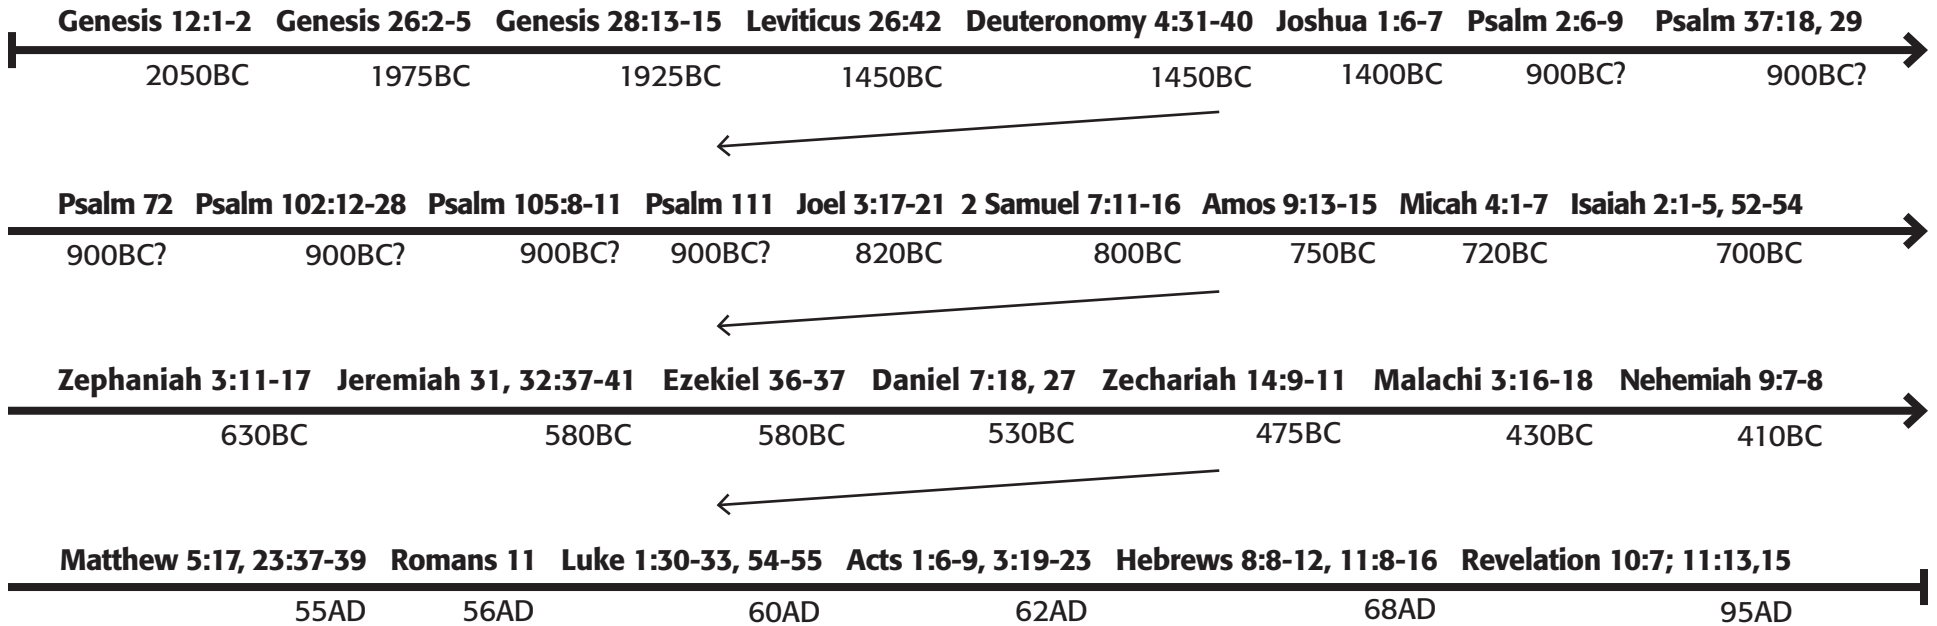 Genesis 12:1-2 Genesis 26:2-5 Genesis 28:13-15 Leviticus 26:42 Deuteronomy 4:31-40 Joshua 1:6-7 Psalm 2:6-9 Psalm 37:18, 29
2050BC 1975BC 1925BC 1450BC 1450BC 1400BC 900BC? 900BC?
Psalm 72 Psalm 102:12-28 Psalm 105:8-11 Psalm 111 Joel 3:17-21 2 Samuel 7:11-16 Amos 9:13-15 Micah 4:1-7 Isaiah 2:1-5, 52-54
900BC? 900BC? 900BC? 900BC? 820BC 800BC 750BC 720BC 700BC
Zephaniah 3:11-17 Jeremiah 31, 32:37-41 Ezekiel 36-37 Daniel 7:18, 27 Zechariah 14:9-11 Malachi 3:16-18 Nehemiah 9:7-8
630BC 580BC 580BC 530BC 475BC 430BC 410BC
Matthew 5:17, 23:37-39 Romans 11 Luke 1:30-33, 54-55 Acts 1:6-9, 3:19-23 Hebrews 8:8-12, 11:8-16 Revelation 10:7; 11:13,15
55AD 56AD 60AD 62AD 68AD 95AD